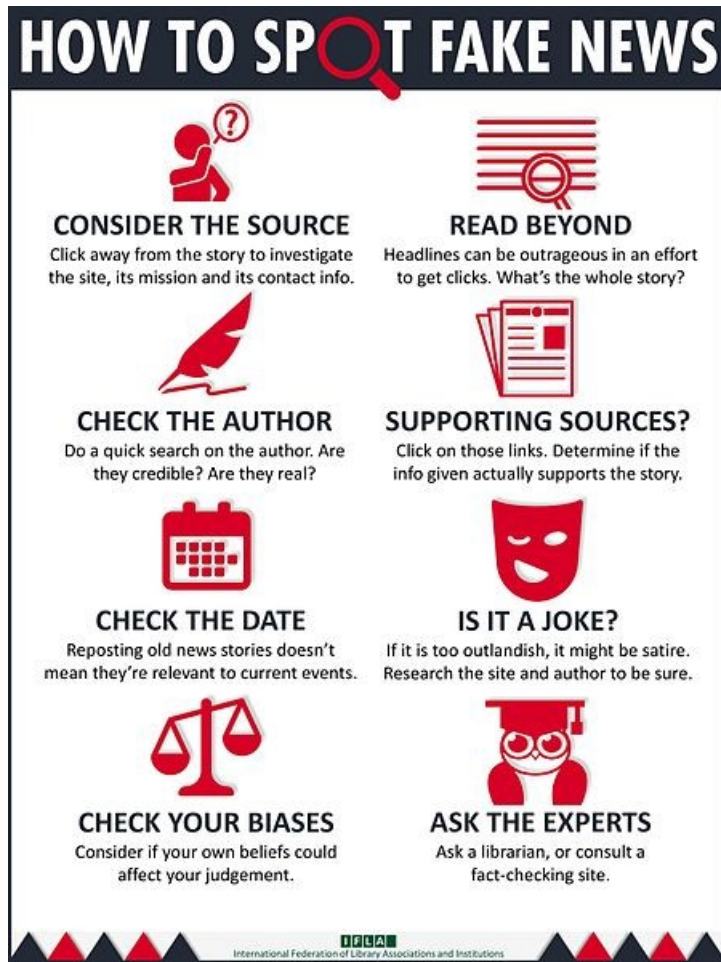 HOW TO SPOT FAKE NEWS
?
CONSIDER THE SOURCE
Click away from the story to investigate
the site, its mission and its contact info.
READ BEYOND
Headlines can be outrageous in an effort
to get clicks. What's the whole story?
CHECK THE AUTHOR
Do a quick search on the author. Are
they credible? Are they real?
SUPPORTING SOURCES?
Click on those links. Determine if the
info given actually supports the story.
CHECK THE DATE
Reposting old news stories doesn't
mean they're relevant to current events.
IS IT A JOKE?
If it is too outlandish, it might be satire.
Research the site and author to be sure.
CHECK YOUR BIASES
Consider if your own beliefs could
affect your judgement.
ASK THE EXPERTS
Ask a librarian, or consult a
fact-checking site.
IFLA
International Federation of Library Associations and Institutions